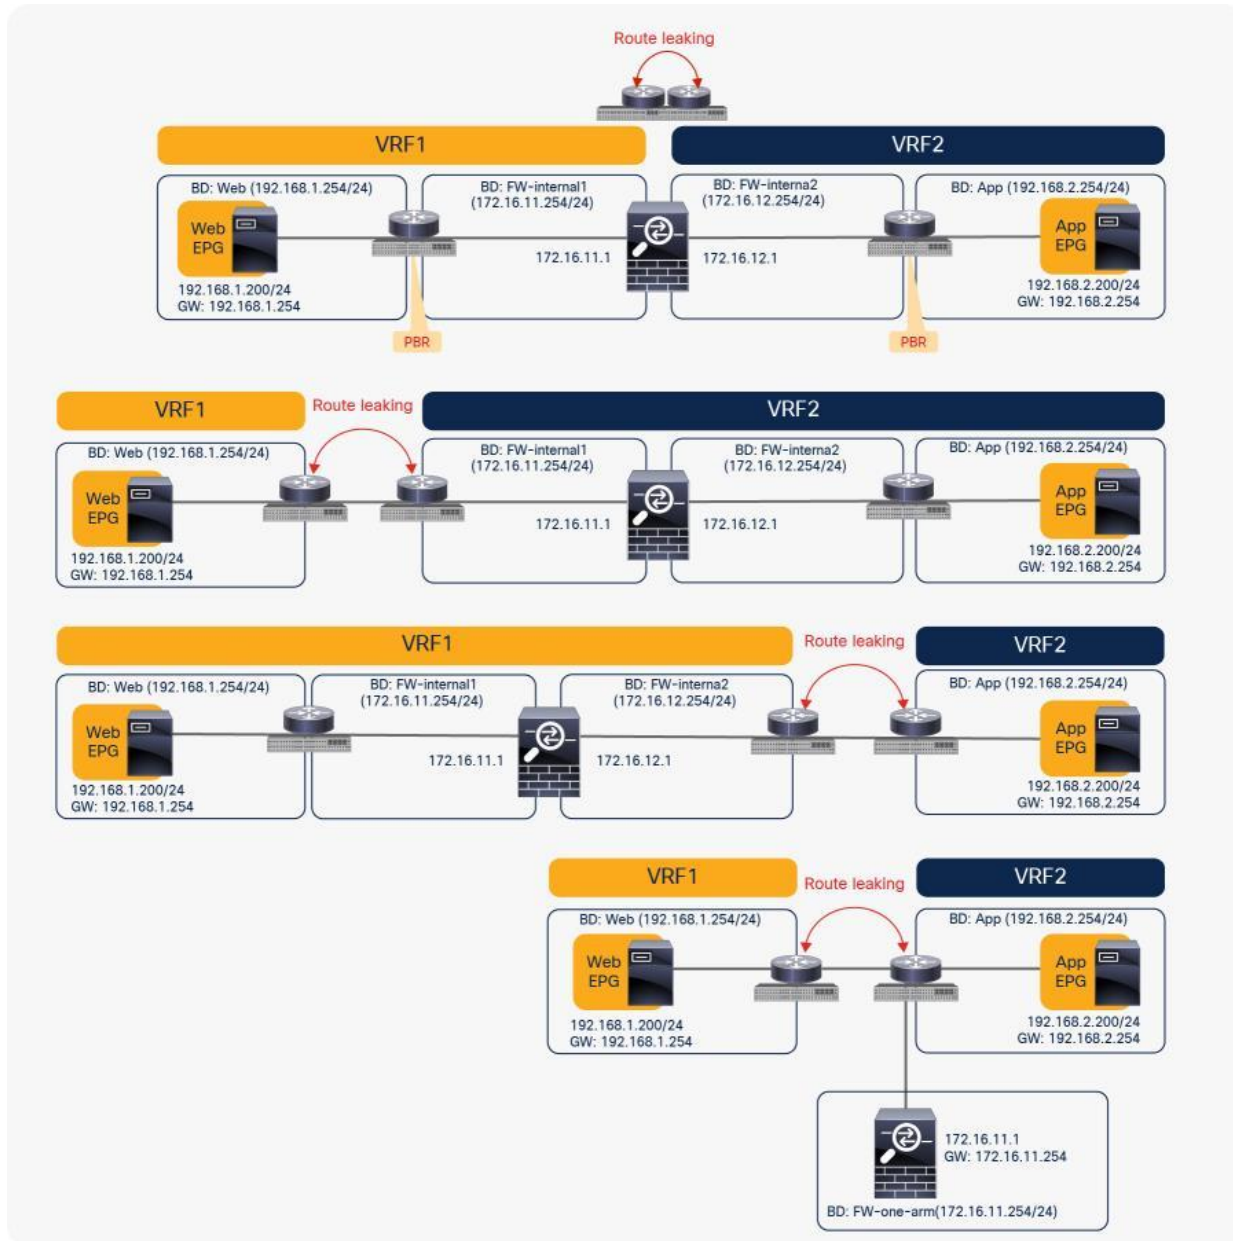 Route leaking
VRF1
VRF2
BD: Web (192.168.1.254/24)
BD: FW-internal1
(172.16.11.254/24)
BD: FW-interna2
(172.16.12.254/24)
BD: App (192.168.2.254/24)
Web
EPG
172.16.11.1
172.16.12.1
App
EPG
192.168.1.200/24
GW: 192.168.1.254
192.168.2.200/24
GW: 192.168.2.254
PBR
PBR
VRF1
Route leaking
VRF2
BD: Web (192.168.1.254/24)
BD: FW-internal1
(172.16.11.254/24)
BD: FW-interna2
(172.16.12.254/24)
BD: App (192.168.2.254/24)
Web
EPG
172.16.11.1
172.16.12.1
App
EPG
192.168.1.200/24
GW: 192.168.1.254
192.168.2.200/24
GW: 192.168.2.254
VRF1
Route leaking
VRF2
BD: Web (192.168.1.254/24)
BD: FW-internal1
(172.16.11.254/24)
BD: FW-interna2
(172.16.12.254/24)
BD: App (192.168.2.254/24)
Web
EPG
172.16.11.1
172.16.12.1
App
EPG
192.168.1.200/24
GW: 192.168.1.254
192.168.2.200/24
GW: 192.168.2.254
VRF1
Route leaking
VRF2
BD: Web (192.168.1.254/24)
BD: App (192.168.2.254/24)
Web
EPG
App
EPG
192.168.1.200/24
GW: 192.168.1.254
192.168.2.200/24
GW: 192.168.2.254
172.16.11.1
GW: 172.16.11.254
BD: FW-one-arm(172.16.11.254/24)